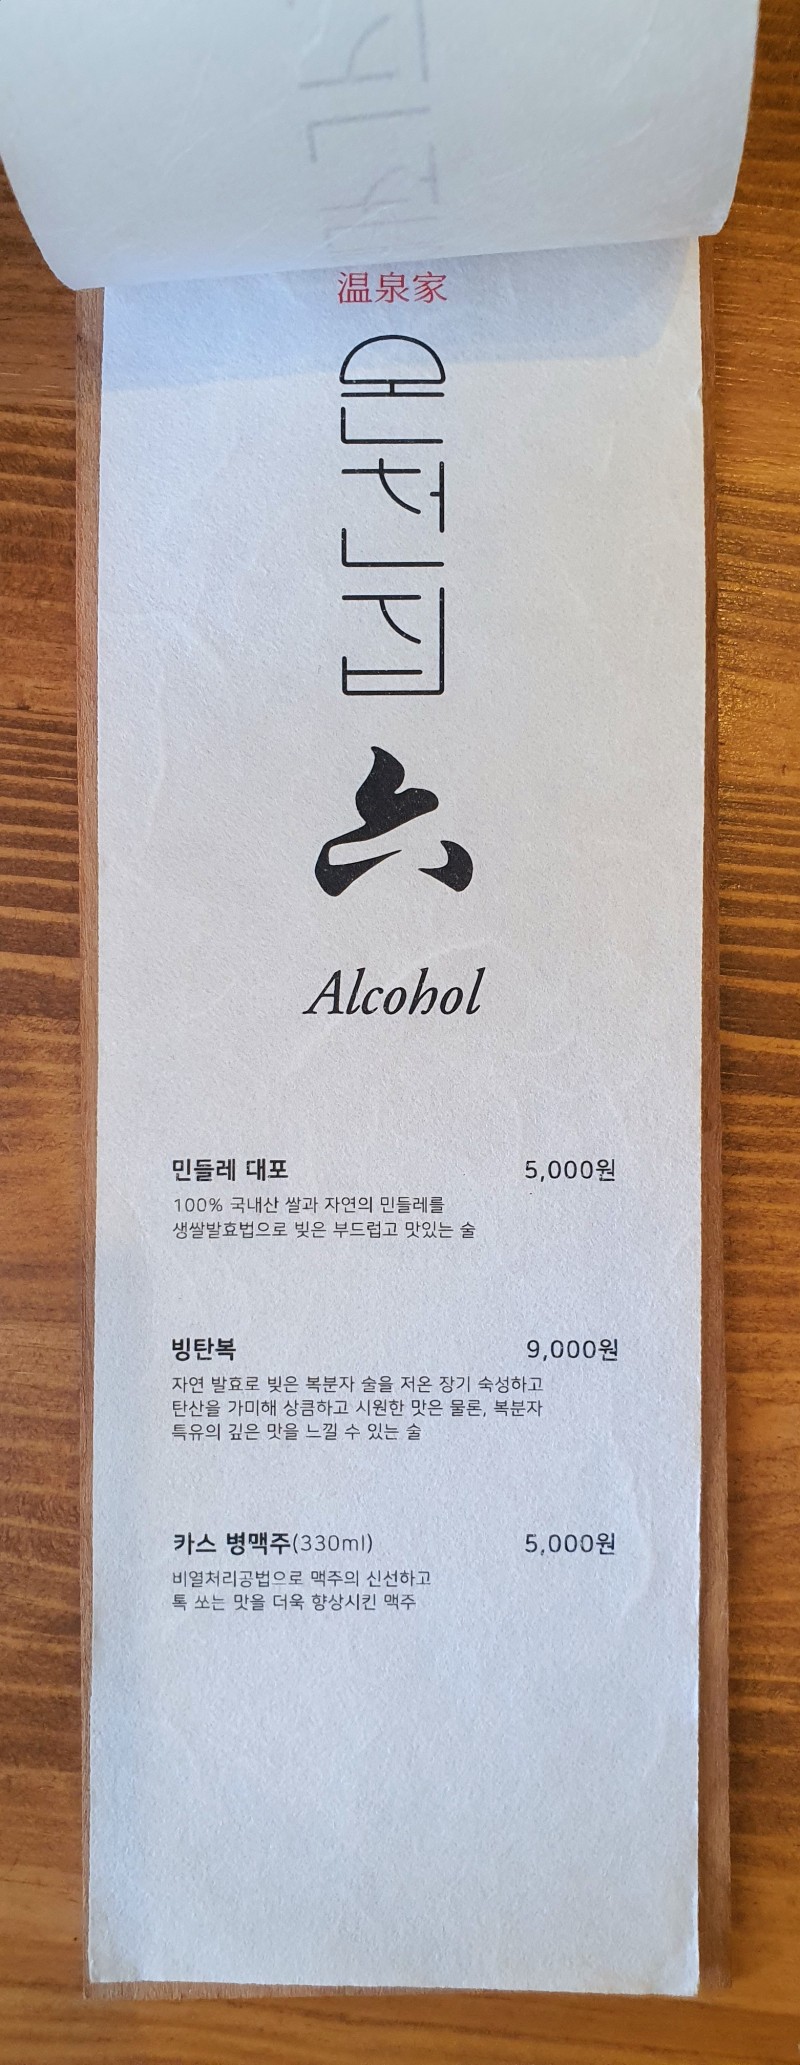 温泉家
온천집
六
Alcohol
민들레 대포 5,000원
100% 국내산 쌀과 자연의 민들레를
생쌀발효법으로 빚은 부드럽고 맛있는 술
빙탄복 9,000원
자연 발효로 빚은 복분자 술을 저온 장기 숙성하고
탄산을 가미해 상큼하고 시원한 맛은 물론, 복분자
특유의 깊은 맛을 느낄 수 있는 술
카스 병맥주(330ml) 5,000원
비열처리공법으로 맥주의 신선하고
톡 쏘는 맛을 더욱 향상시킨 맥주